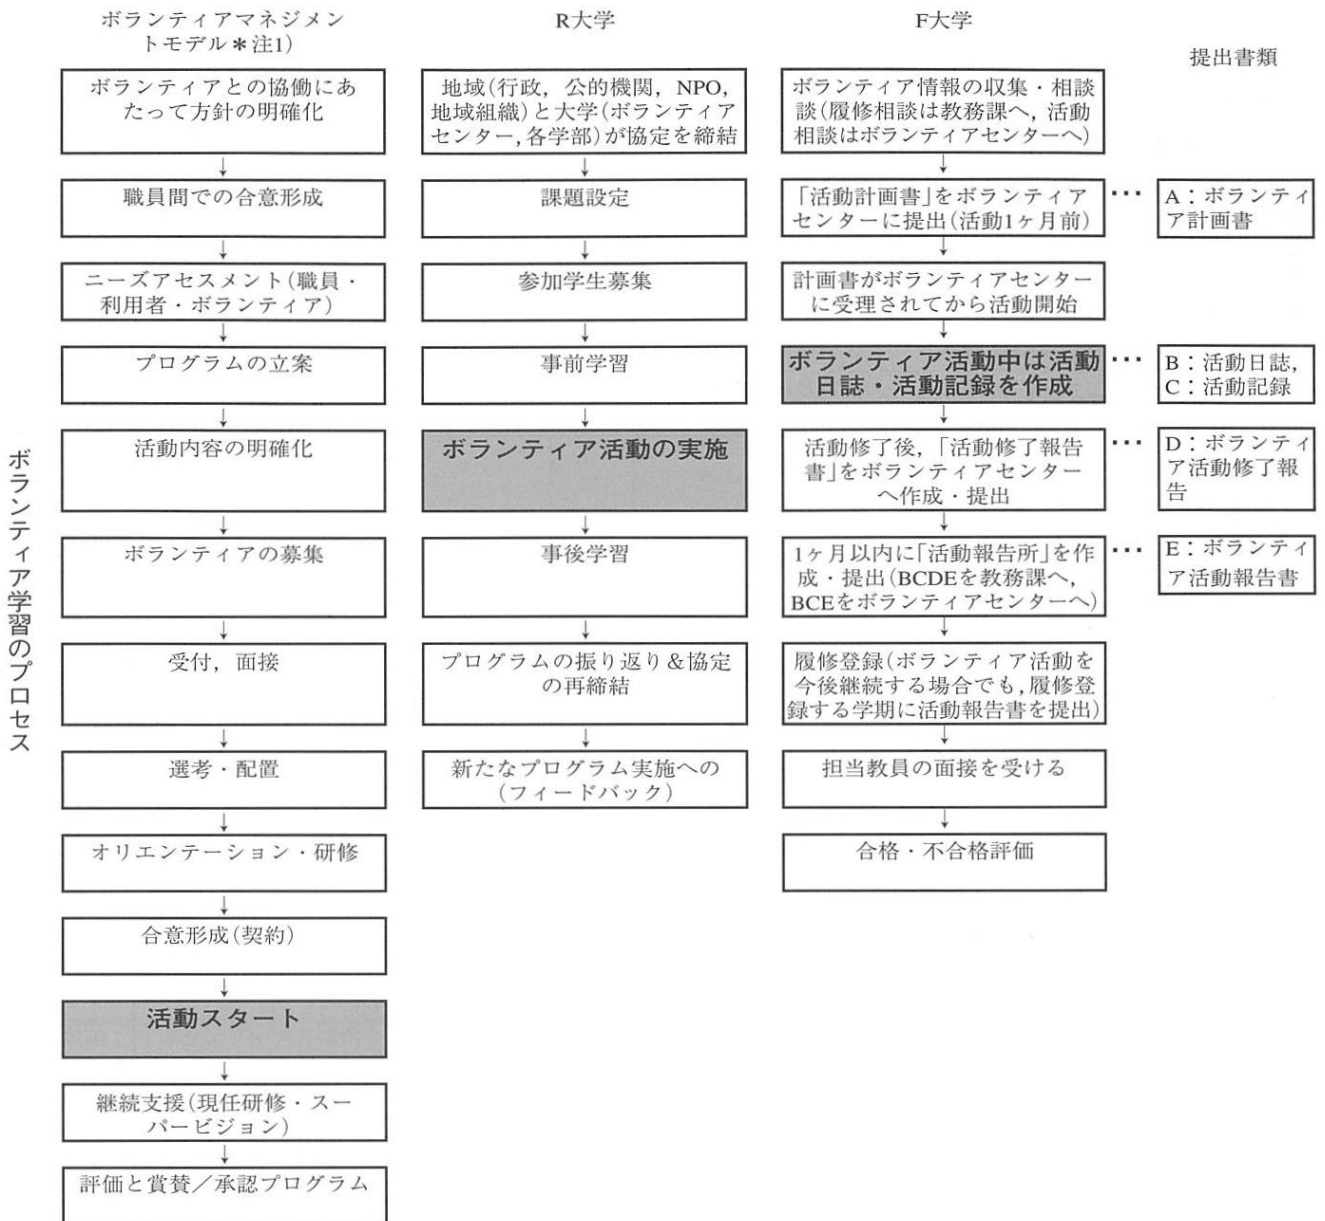 ボランティアマネジメン
トモデル＊注1）
ボランティアとの協働にあ
たって方針の明確化
↓
職員間での合意形成
↓
ニーズアセスメント(職員・
利用者・ボランティア)
↓
プログラムの立案
↓
活動内容の明確化
↓
ボランティアの募集
↓
受付，面接
↓
選考・配置
↓
オリエンテーション・研修
↓
合意形成(契約)
↓
活動スタート
↓
継続支援(現任研修・スー
パービジョン)
↓
評価と賞賛／承認プログラム
R大学
地域(行政，公的機関，NPO，
地域組織)と大学(ボランティア
センター,各学部)が協定を締結
↓
課題設定
↓
参加学生募集
↓
事前学習
↓
ボランティア活動の実施
↓
事後学習
↓
プログラムの振り返り＆協定
の再締結
↓
新たなプログラム実施への
(フィードバック)
F大学
ボランティア情報の収集・相談
談(履修相談は教務課へ，活動
相談はボランティアセンターへ)
↓
「活動計画書」をボランティア
センターに提出(活動1ヶ月前)
↓
計画書がボランティアセンター
に受理されてから活動開始
↓
ボランティア活動中は活動
日誌・活動記録を作成
↓
活動修了後，「活動修了報告
書」をボランティアセンター
へ作成・提出
↓
1ヶ月以内に「活動報告所」を作
成・提出(BCDEを教務課へ，
BCEをボランティアセンターへ)
↓
履修登録(ボランティア活動を
今後継続する場合でも，履修登
録する学期に活動報告書を提出)
↓
担当教員の面接を受ける
↓
合格・不合格評価
提出書類
… A：ボランティ
ア計画書
… B：活動日誌，
C：活動記録
… D：ボランティ
ア活動修了報
告
… E：ボランティ
ア活動報告書
ボランティア学習のプロセス